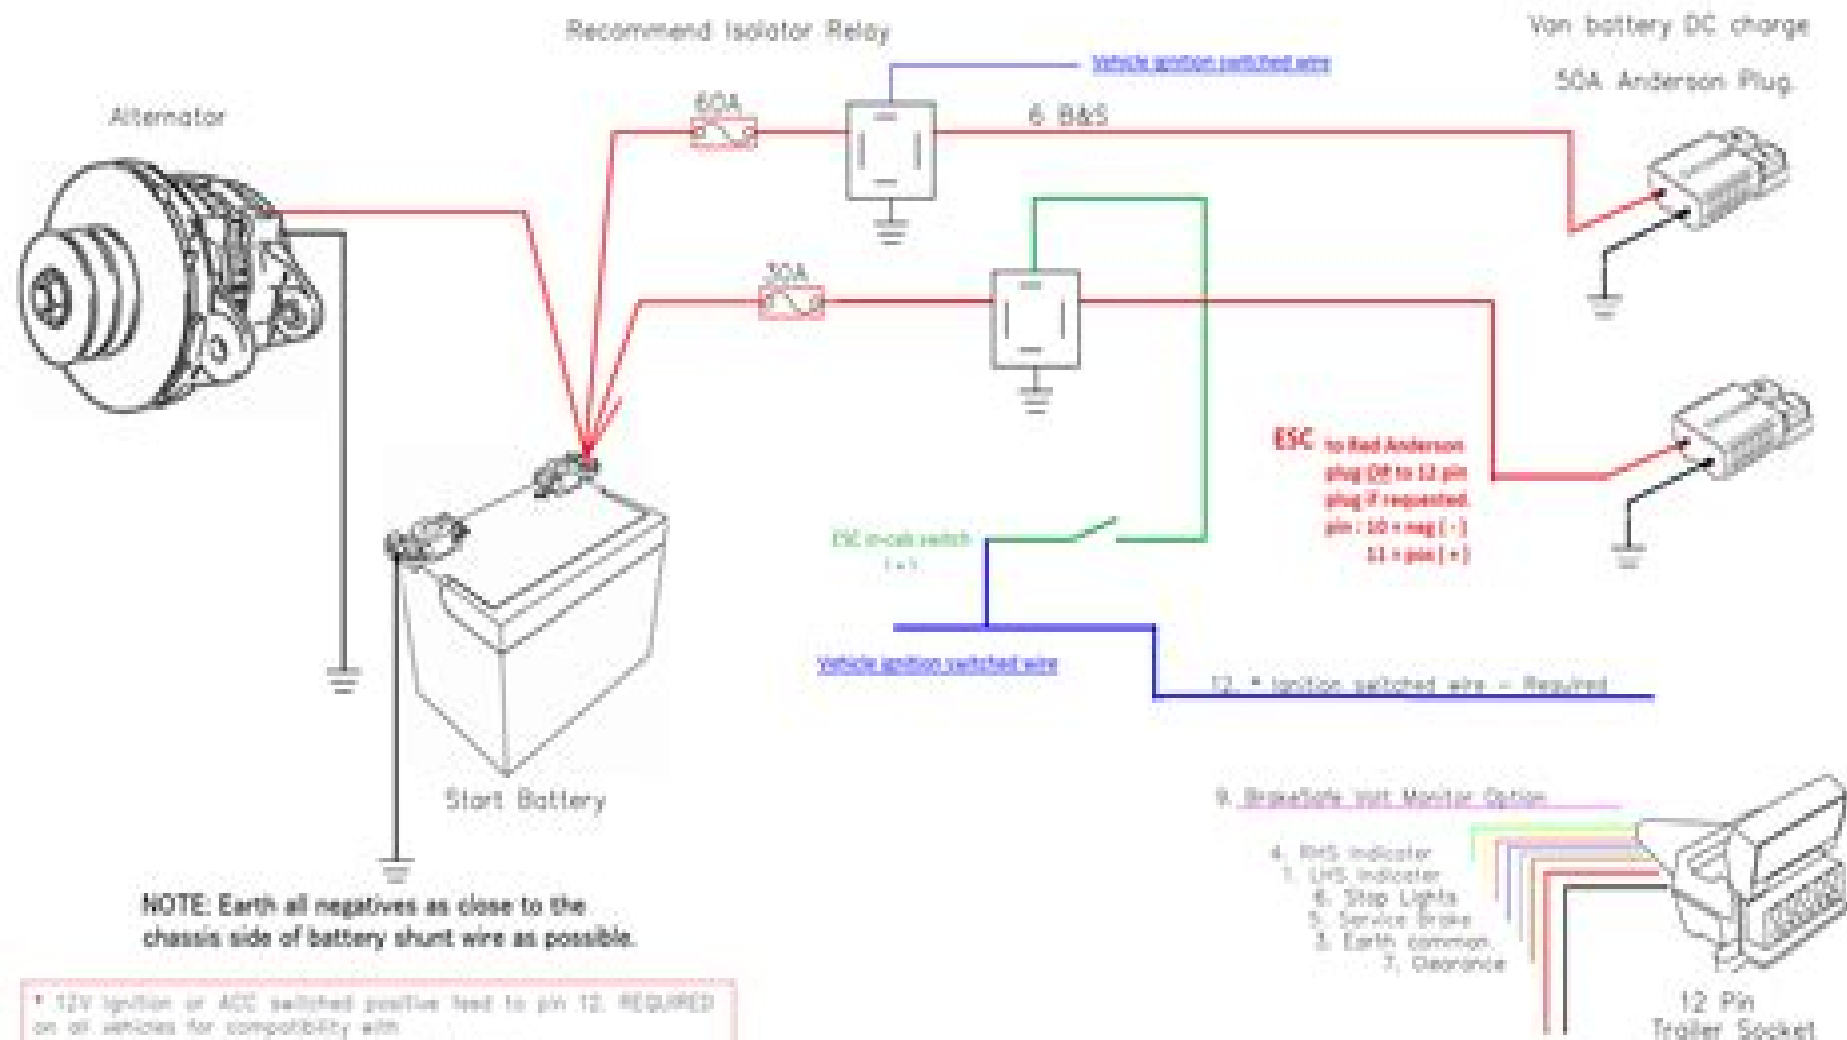 Recommend Isolator Relay
Van battery DC charge
50A Anderson Plug.
Vehicle ignition switched wire
Alternator
60A
6 B&S
30A
ESC to Red Anderson
plug OR to 12 pin
plug if requested.
pin : 10 = neg ( - )
11 = pos ( + )
ESC in-cab switch
( + )
Vehicle ignition switched wire
12. * Ignition switched wire - Required
Start Battery
9. BrakeSafe Volt Monitor Option
4. RHS Indicator
1. LHS Indicator
6. Stop Lights
5. Service Brake
3. Earth common.
7. Clearance
NOTE: Earth all negatives as close to the
chassis side of battery shunt wire as possible.
* 12V Ignition or ACC switched positive feed to pin 12. REQUIRED
on all vehicles for compatibility with
12 Pin
Trailer Socket